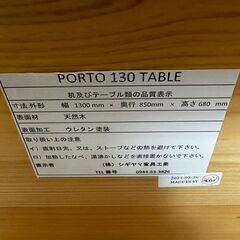 PORTO 130 TABLE
机及びテーブル類の品質表示
寸法:外形 幅 1300mm × 奥行 850mm × 高さ 680 mm
表面材 天然木
表面加工 ウレタン塗装
取り扱い上の注意
イ）直射日光、又は、ストーブなどの熱を避けて下さい。
ロ）加熱したなべ、湯沸かしなどを直接置かないで下さい。
表示者 （株）シギヤマ家具工業
TEL 番号 0944-03-3826
MADE IN VI